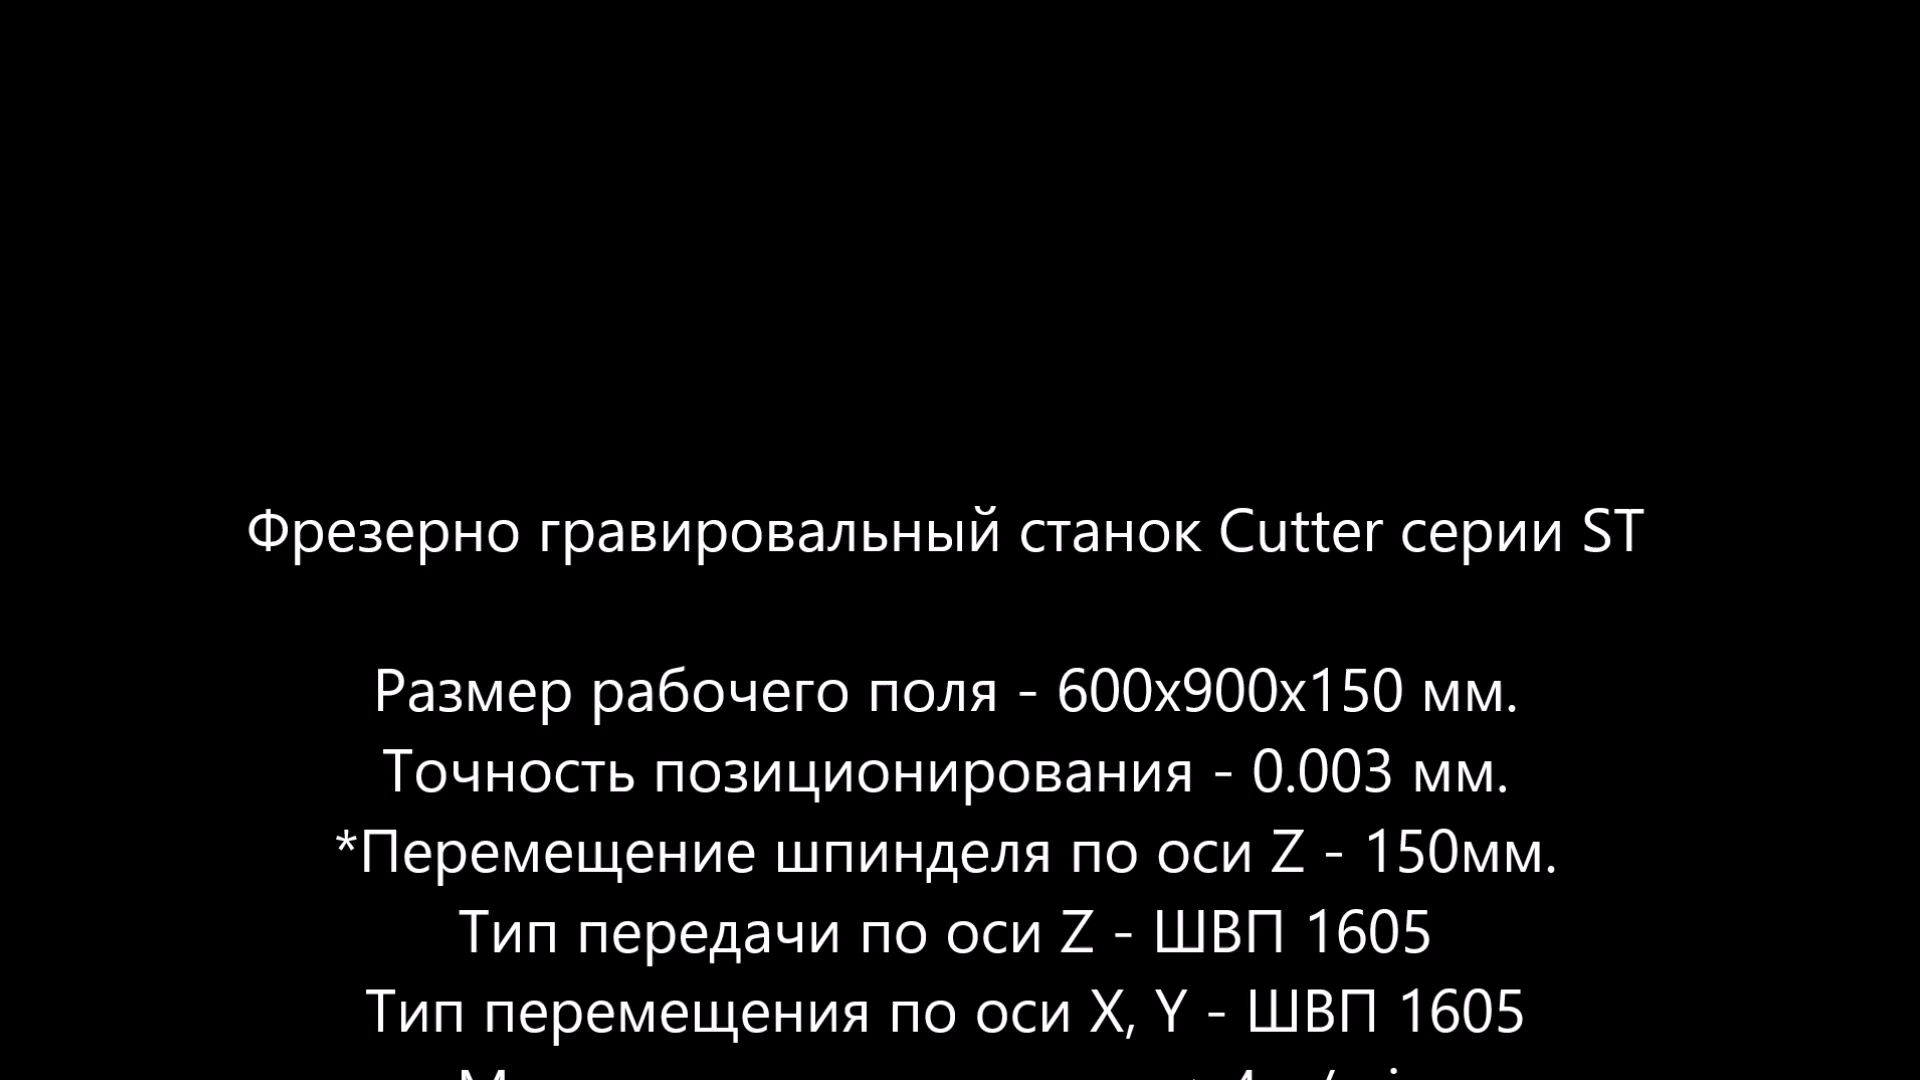 Фрезерно гравировальный станок Cutter серии ST
Размер рабочего поля - 600x900x150 мм.
Точность позиционирования - 0.003 мм.
*Перемещение шпинделя по оси Z - 150мм.
Тип передачи по оси Z - ШВП 1605
Тип перемещения по оси X, Y - ШВП 1605